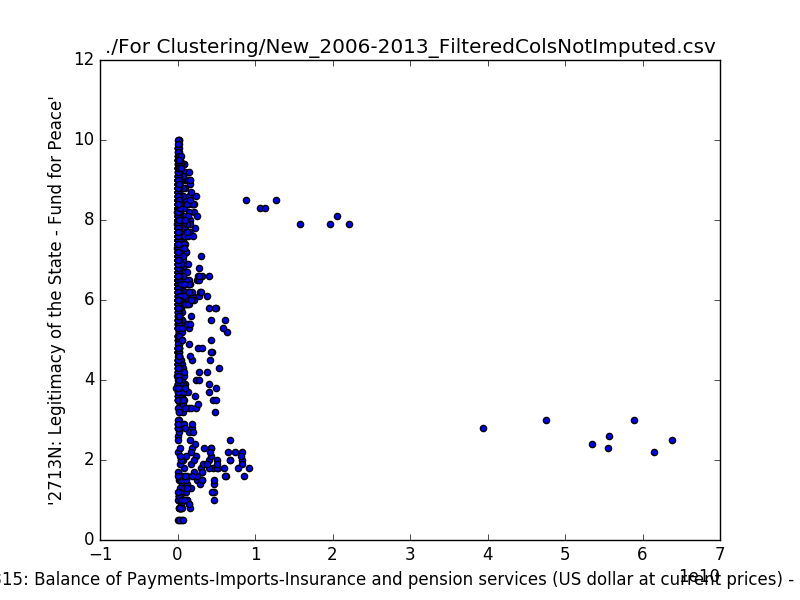 ./For Clustering/New_2006-2013_FilteredColsNotImputed.csv
'2713N: Legitimacy of the State - Fund for Peace'
12
10
8
6
4
2
0
−1 0 1 2 3 4 5 6 7
1e10
815: Balance of Payments-Imports-Insurance and pension services (US dollar at current prices) -